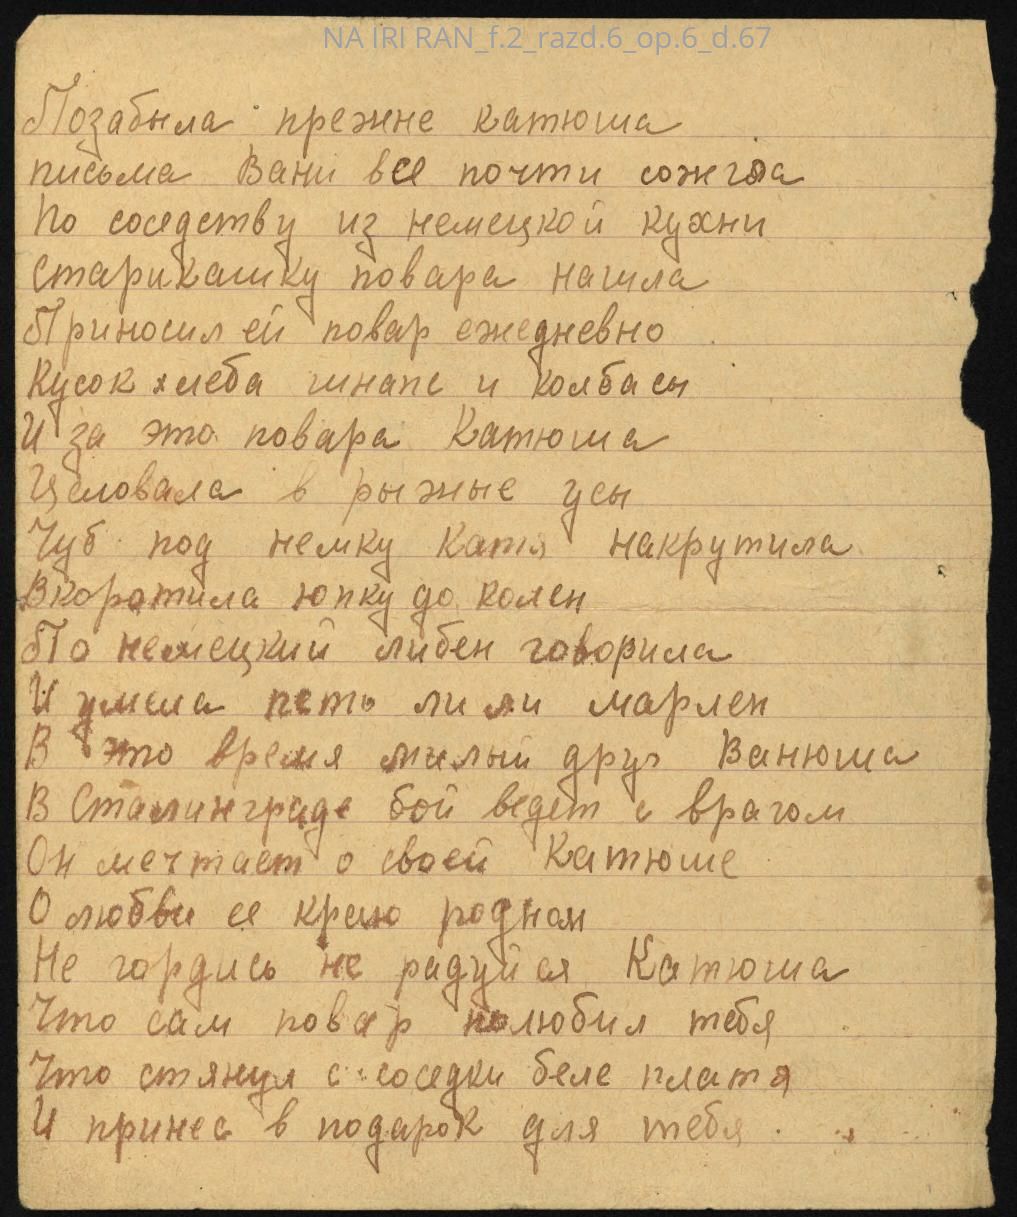 NA IRI RAN_f.2_razd.6_op.6_d.67
Позабыла прежне катюша
письма Вани все почти сожгла
По соседству из немецкой кухни
Старикашку повара нашла
Приносил ей повар ежедневно
Кусок хлеба шнапс и колбасы
И за это повара Катюша
Целовала в рыжные усы
Чуб под немку Катя накрутила
Вкоротила юпку до колен
По немецкий либен говорила
И умела петь лили марлен
В это время милый друг Ванюша
В Сталинграде бой ведет с врагом
Он мечтает о своей Катюше
О любви ее краю родном
Не гордись не радуйся Катюша
Что сам повар полюбил тебя
Что стянул с соседки беле платя
И принес в подарок для тебя.